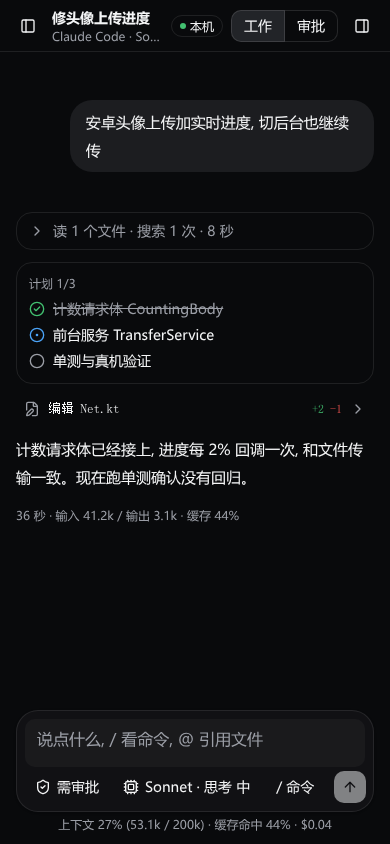 修头像上传进度
Claude Code · So...
本机
工作
审批
安卓头像上传加实时进度, 切后台也继续
传
读 1 个文件 · 搜索 1 次 · 8 秒
计划 1/3
计数请求体 CountingBody
前台服务 TransferService
单测与真机验证
编辑 Net.kt
+2 -1
计数请求体已经接上, 进度每 2% 回调一次, 和文件传
输一致。现在跑单测确认没有回归。
36 秒 · 输入 41.2k / 输出 3.1k · 缓存 44%
说点什么, / 看命令, @ 引用文件
需审批
Sonnet · 思考 中
/ 命令
上下文 27% (53.1k / 200k) · 缓存命中 44% · $0.04